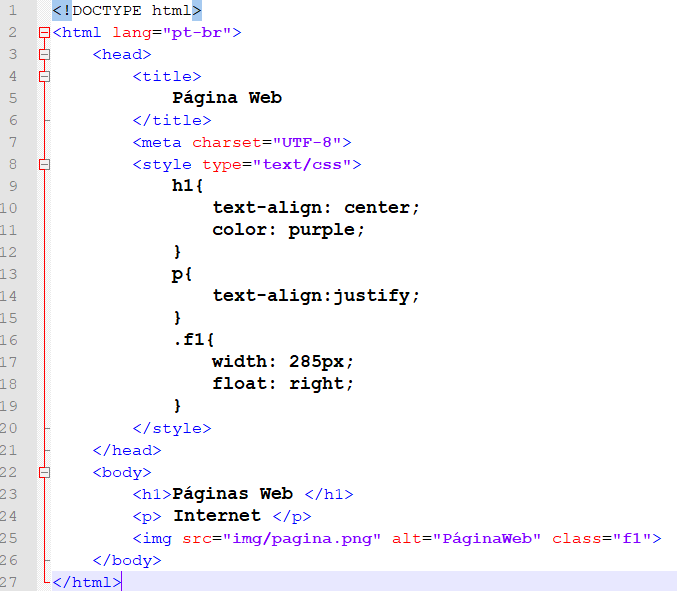 1 <!DOCTYPE html>
2 <html lang="pt-br">
3 <head>
4 <title>
5 Página Web
6 </title>
7 <meta charset="UTF-8">
8 <style type="text/css">
9 h1{
10 text-align: center;
11 color: purple;
12 }
13 p{
14 text-align:justify;
15 }
16 .f1{
17 width: 285px;
18 float: right;
19 }
20 </style>
21 </head>
22 <body>
23 <h1>Páginas Web </h1>
24 <p> Internet </p>
25 <img src="img/pagina.png" alt="PáginaWeb" class="f1">
26 </body>
27 </html>